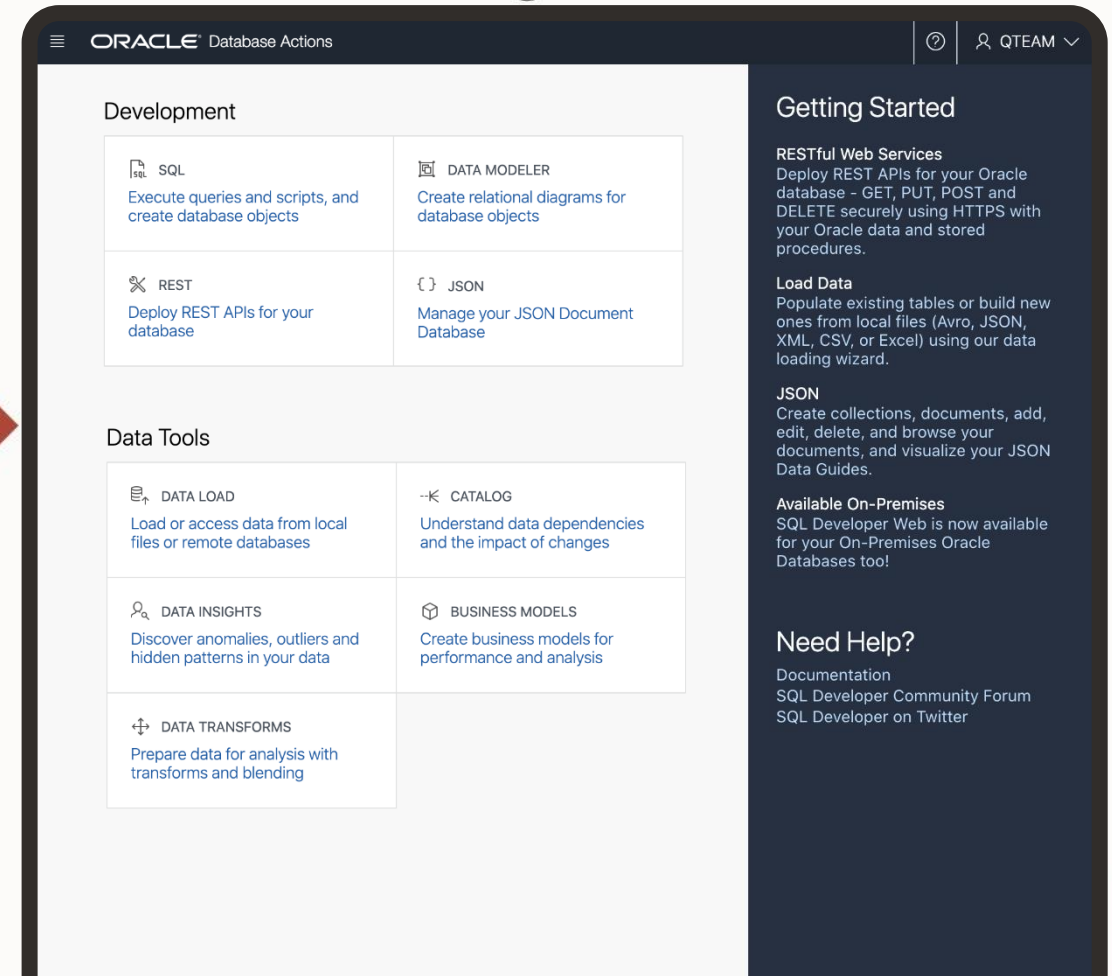 ORACLE Database Actions
QTEAM
Development
SQL
Execute queries and scripts, and
create database objects
DATA MODELER
Create relational diagrams for
database objects
REST
Deploy REST APIs for your
database
{ } JSON
Manage your JSON Document
Database
Data Tools
DATA LOAD
Load or access data from local
files or remote databases
CATALOG
Understand data dependencies
and the impact of changes
DATA INSIGHTS
Discover anomalies, outliers and
hidden patterns in your data
BUSINESS MODELS
Create business models for
performance and analysis
DATA TRANSFORMS
Prepare data for analysis with
transforms and blending
Getting Started
RESTful Web Services
Deploy REST APIs for your Oracle
database - GET, PUT, POST and
DELETE securely using HTTPS with
your Oracle data and stored
procedures.
Load Data
Populate existing tables or build new
ones from local files (Avro, JSON,
XML, CSV, or Excel) using our data
loading wizard.
JSON
Create collections, documents, add,
edit, delete, and browse your
documents, and visualize your JSON
Data Guides.
Available On-Premises
SQL Developer Web is now available
for your On-Premises Oracle
Databases too!
Need Help?
Documentation
SQL Developer Community Forum
SQL Developer on Twitter